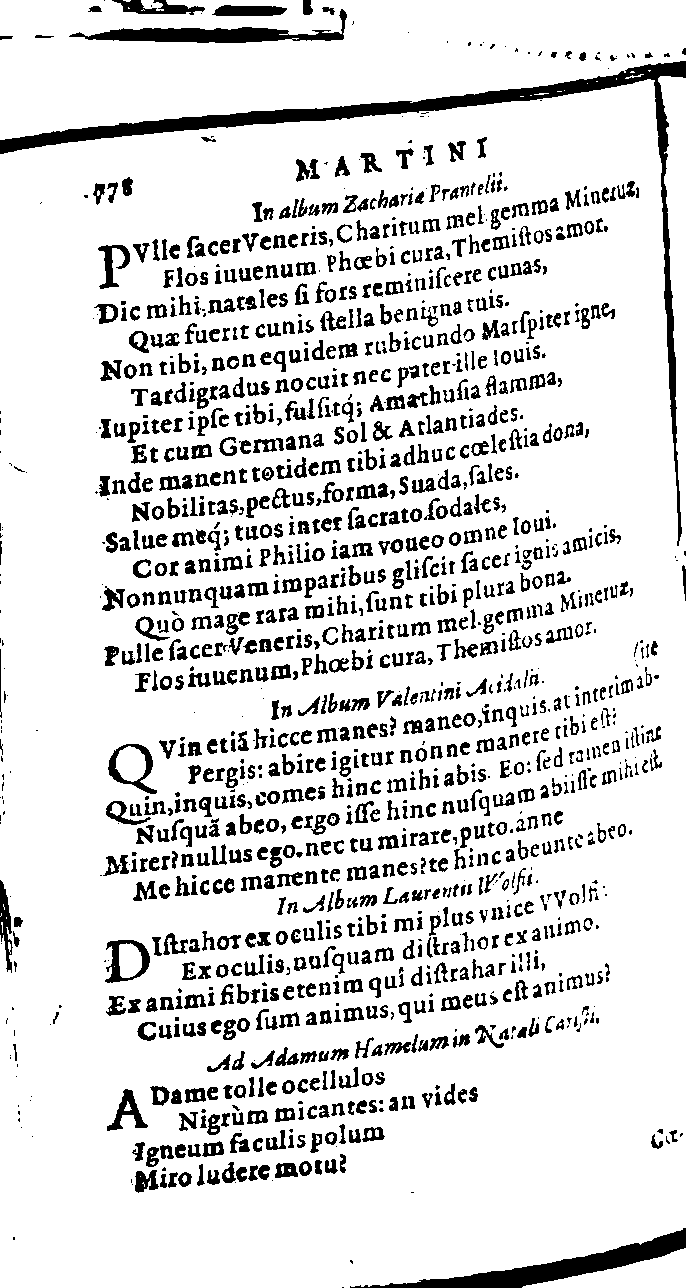 778 MARTINI
In album Zachariæ Prantelii.
PVlle ſacer Veneris, Charitum mel gemma Mineruæ,
Flos iuuenum Phœbi cura, Themiſtos amor.
Dic mihi, natales ſi fors reminiſcere cunas,
Quæ fuerit cunis ſtella benigna tuis.
Non tibi, non equidem rubicundo Marſpiter igne,
Tardigradus nocuit nec pater ille Iouis.
Iupiter ipſe tibi, fulſitq́; Amathuſia flamma,
Et cum Germana Sol & Atlantiades.
Inde manent totidem tibi adhuc cœleſtia dona,
Nobilitas, pectus, forma, Suada, ſales.
Salue meq́; tuos inter ſacrato ſodales,
Cor animi Philio iam voueo omne Ioui.
Nonnunquam imparibus gliſcit ſacer ignis amicis,
Quò mage rara mihi, ſunt tibi plura bona.
Pulle ſacer Veneris, Charitum mel gemma Mineruæ,
Flos iuuenum, Phœbi cura, Themiſtos amor.
In Album Valentini Acidalii.
QVin etiã hicce manes? maneo, inquis. at interim ab-
(ſite
Pergis: abire igitur nónne manere tibi eſt?
Quin, inquis, comes hinc mihi abis. Eo: ſed tamen iſtinc
Nuſquã abeo, ergo iſſe hinc nuſquam abiiſſe mihi eſt.
Mirer? nullus ego. nec tu mirare, puto. ánne
Me hicce manente manes? te hinc abeunte abeo.
In Album Laurentii Wolfii.
DIſtrahor ex oculis tibi mi plus vnice VVolfi:
Ex oculis, nuſquam diſtrahor ex animo.
Ex animi fibris etenim quî diſtrahar illi,
Cuius ego ſum animus, qui meus eſt animus?
Ad Adamum Hamelum in Natali Chriſti.
ADame tolle ocellulos
Nigrùm micantes: an vides
Igneum faculis polum
Miro ludere motu?